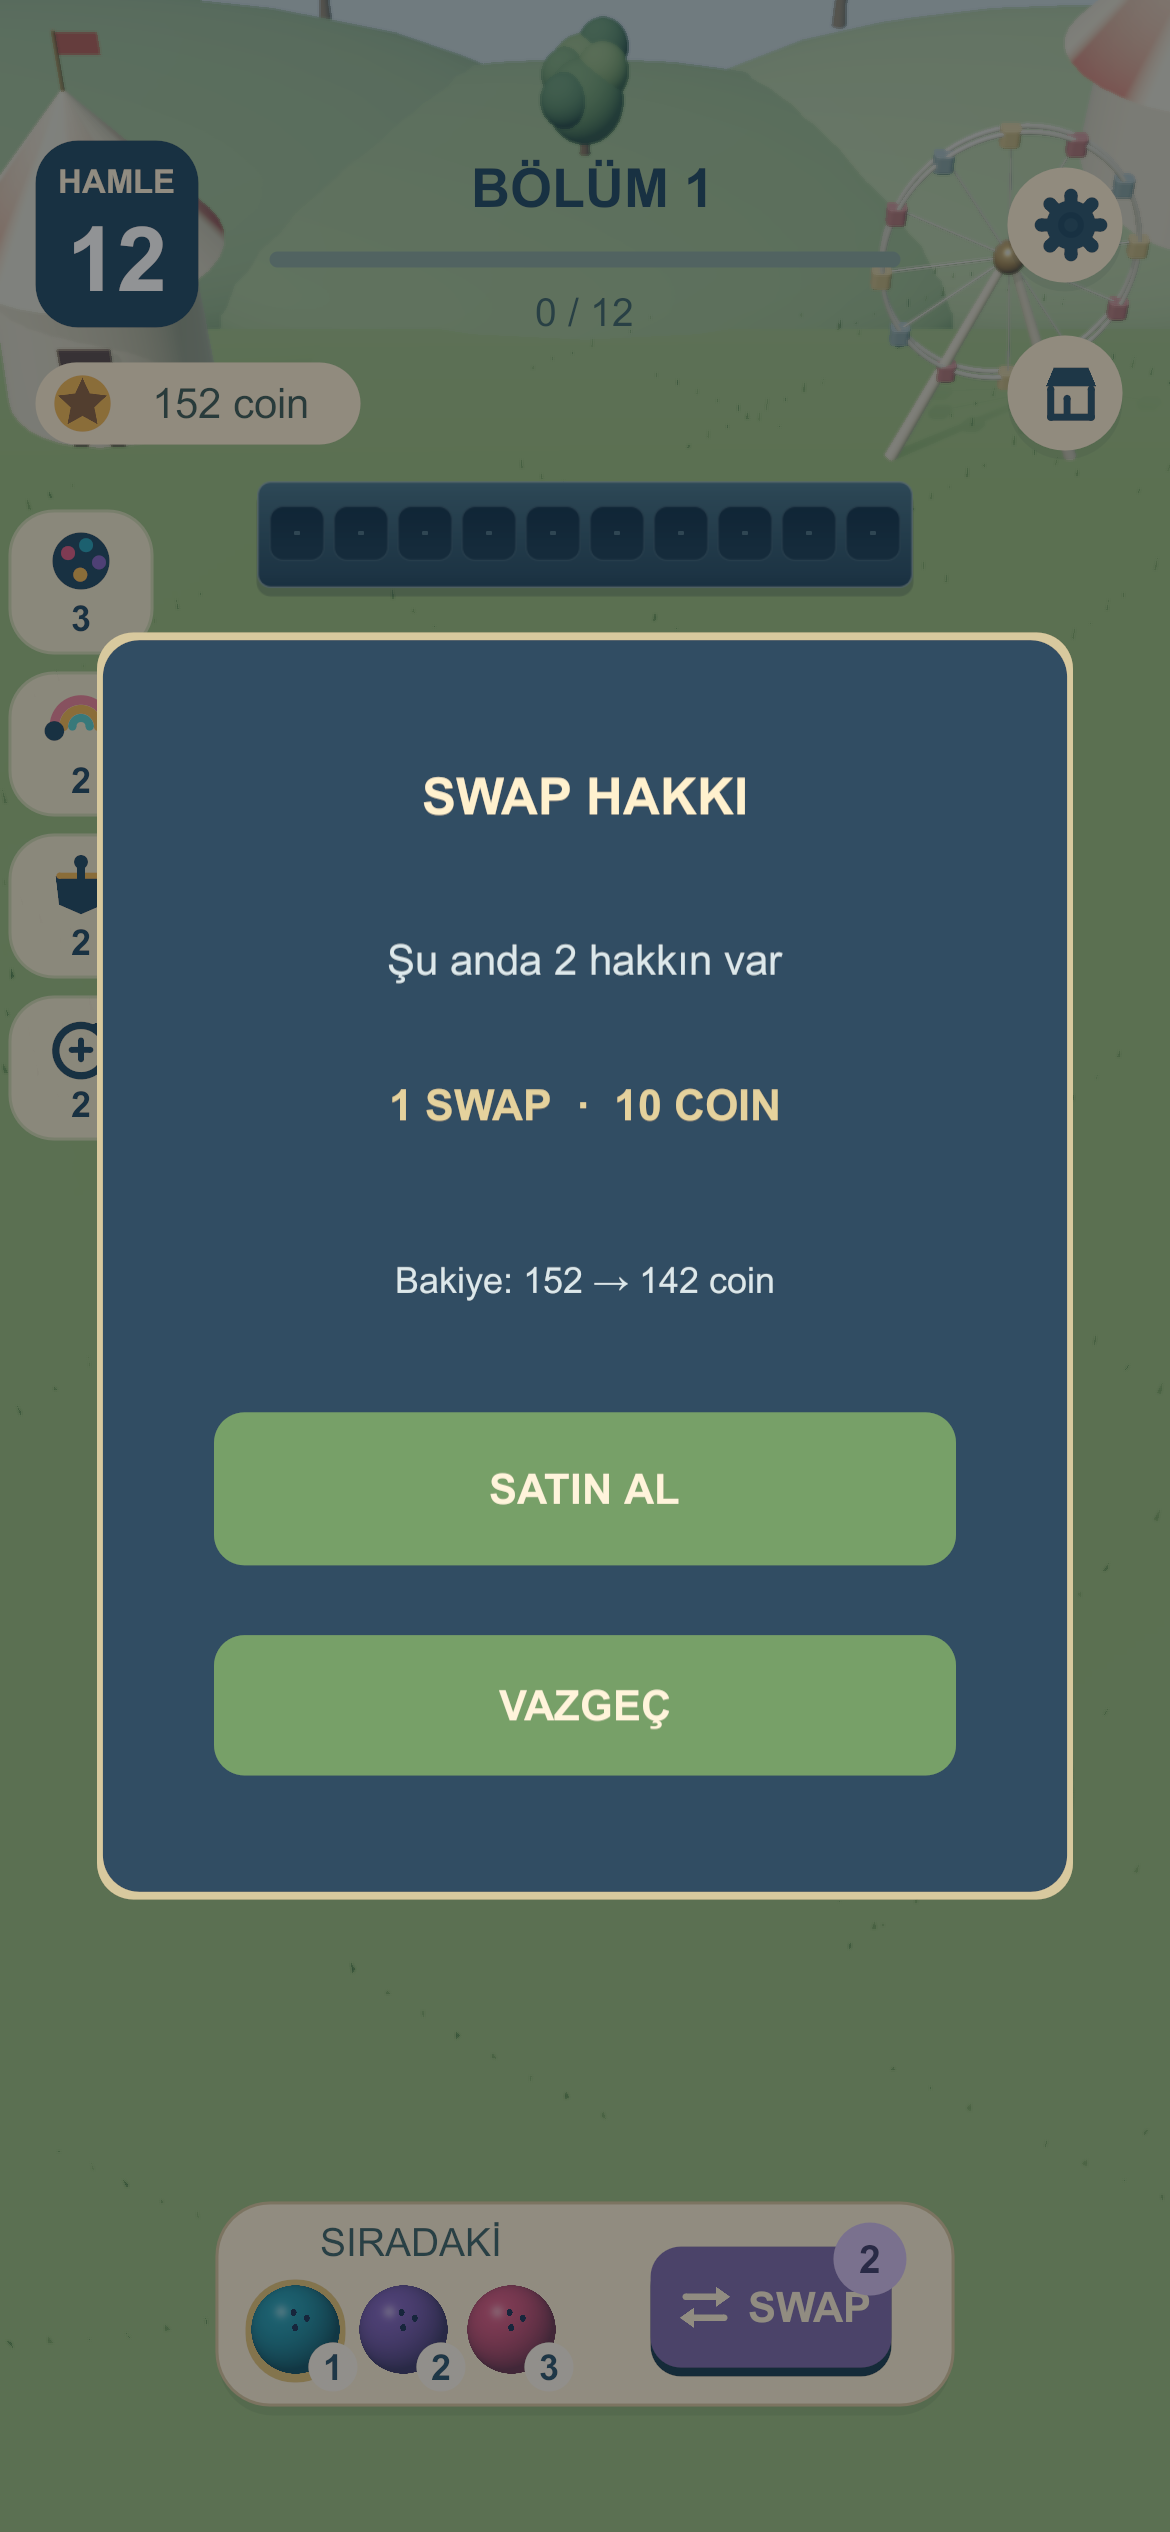 HAMLE
12
BÖLÜM 1
0 / 12
152 coin
3
2
2
2
SWAP HAKKI
Şu anda 2 hakkın var
1 SWAP · 10 COIN
Bakiye: 152 → 142 coin
SATIN AL
VAZGEÇ
SIRADAKİ
1
2
3
SWAP
2